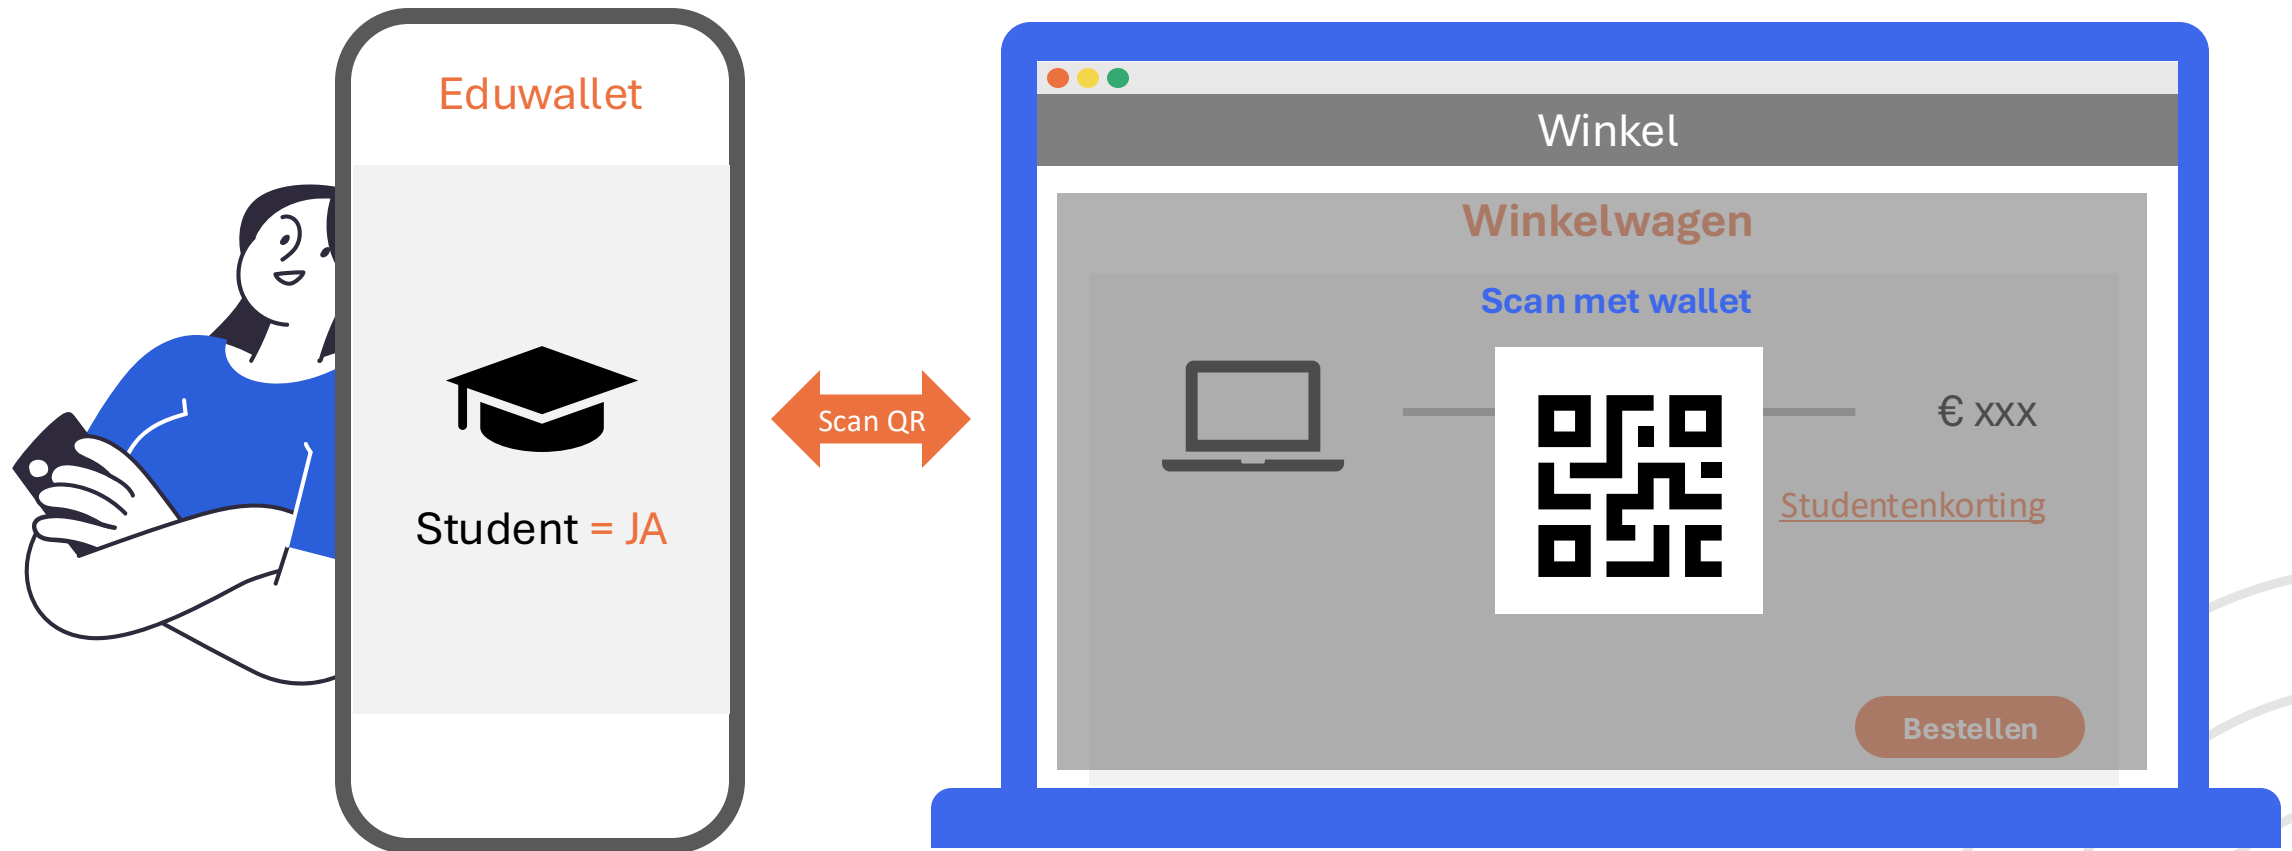 Eduwallet
Student = JA
Scan QR
Winkel
Winkelwagen
Scan met wallet
€ xxx
Studentenkorting
Bestellen